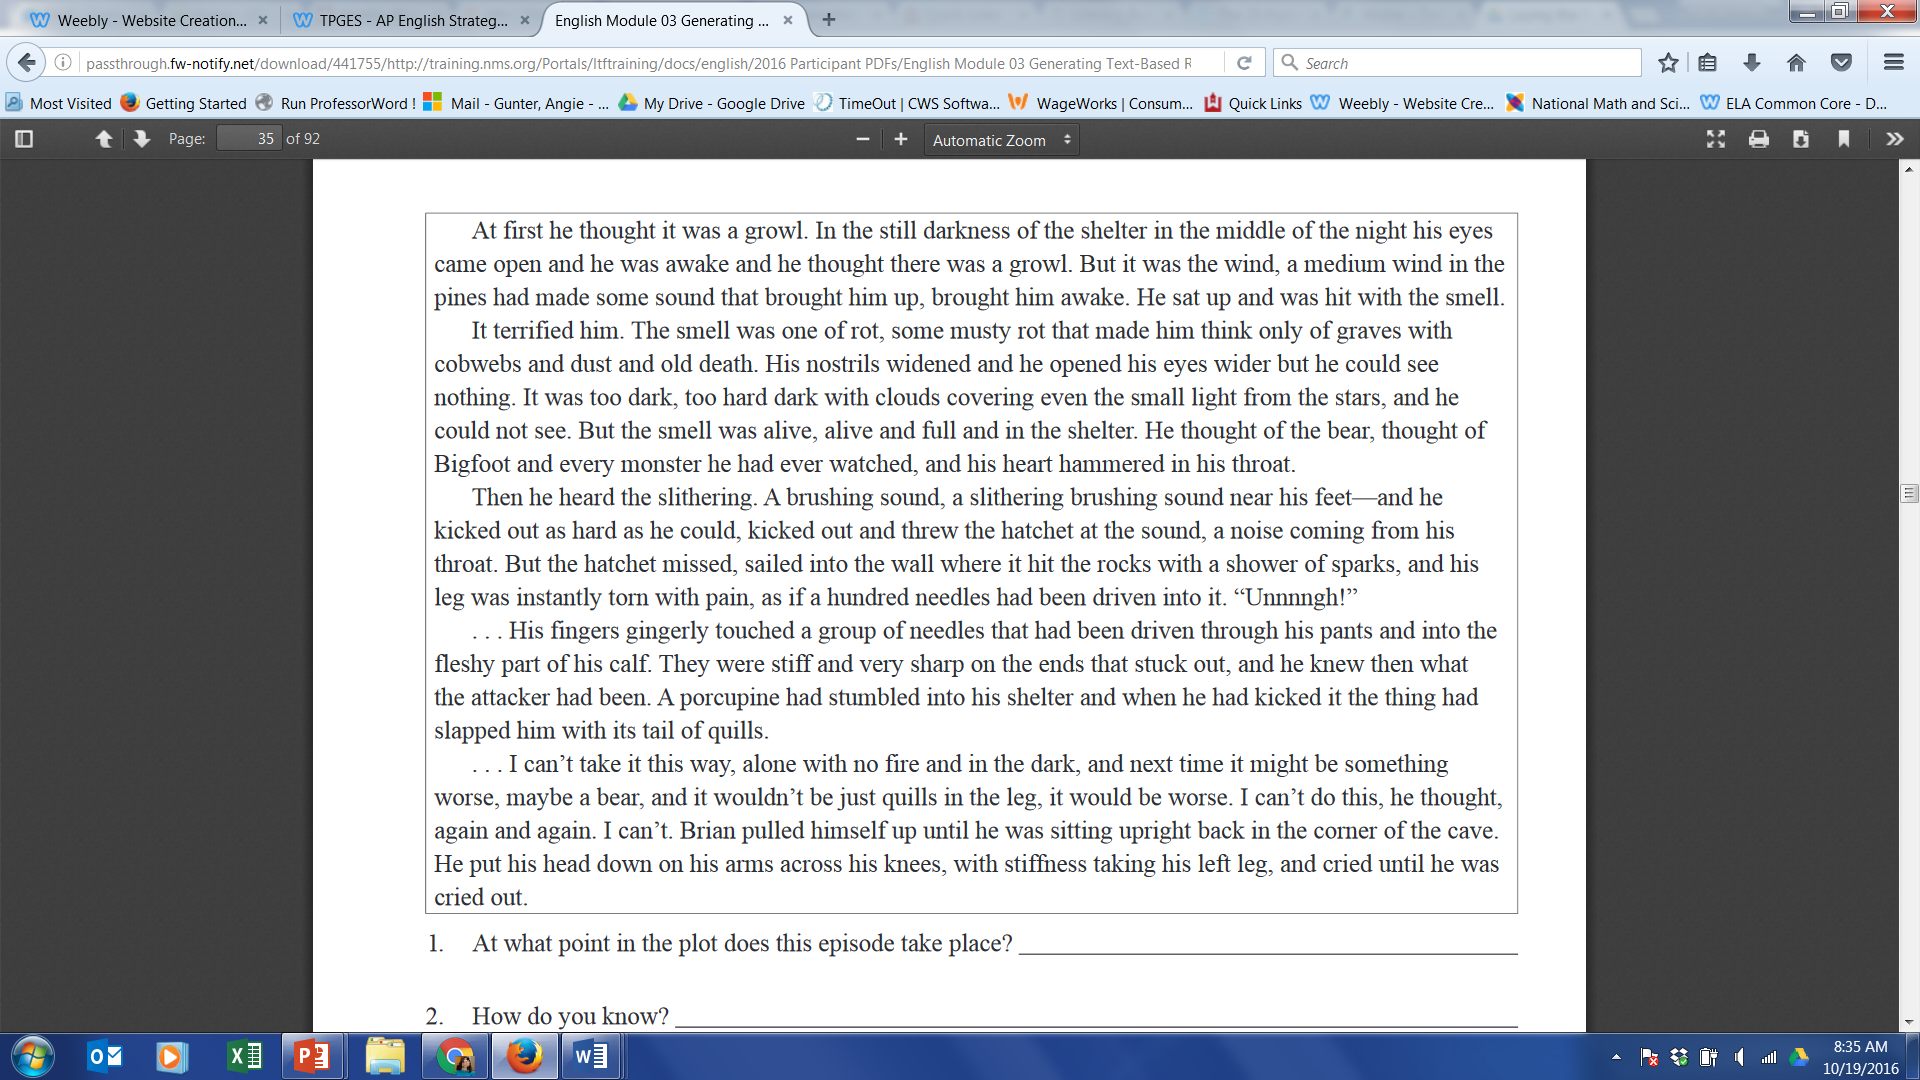 Weebly - Website Creation...
TPGES - AP English Strateg...
English Module 03 Generating ...
passthrough.fw-notify.net/download/441755/http://training.nms.org/Portals/ltftraining/docs/english/2016 Participant PDFs/English Module 03 Generating Text-Based R
Search
Most Visited
Getting Started
Run ProfessorWord !
Mail - Gunter, Angie - ...
My Drive - Google Drive
TimeOut | CWS Softwa...
WageWorks | Consum...
Quick Links
Weebly - Website Cre...
National Math and Sci...
ELA Common Core - D...
Page: 35 of 92
Automatic Zoom
At first he thought it was a growl. In the still darkness of the shelter in the middle of the night his eyes
came open and he was awake and he thought there was a growl. But it was the wind, a medium wind in the
pines had made some sound that brought him up, brought him awake. He sat up and was hit with the smell.
It terrified him. The smell was one of rot, some musty rot that made him think only of graves with
cobwebs and dust and old death. His nostrils widened and he opened his eyes wider but he could see
nothing. It was too dark, too hard dark with clouds covering even the small light from the stars, and he
could not see. But the smell was alive, alive and full and in the shelter. He thought of the bear, thought of
Bigfoot and every monster he had ever watched, and his heart hammered in his throat.
Then he heard the slithering. A brushing sound, a slithering brushing sound near his feet—and he
kicked out as hard as he could, kicked out and threw the hatchet at the sound, a noise coming from his
throat. But the hatchet missed, sailed into the wall where it hit the rocks with a shower of sparks, and his
leg was instantly torn with pain, as if a hundred needles had been driven into it. “Unnnngh!”
. . . His fingers gingerly touched a group of needles that had been driven through his pants and into the
fleshy part of his calf. They were stiff and very sharp on the ends that stuck out, and he knew then what
the attacker had been. A porcupine had stumbled into his shelter and when he had kicked it the thing had
slapped him with its tail of quills.
. . . I can’t take it this way, alone with no fire and in the dark, and next time it might be something
worse, maybe a bear, and it wouldn’t be just quills in the leg, it would be worse. I can’t do this, he thought,
again and again. I can’t. Brian pulled himself up until he was sitting upright back in the corner of the cave.
He put his head down on his arms across his knees, with stiffness taking his left leg, and cried until he was
cried out.
1. At what point in the plot does this episode take place?
2. How do you know?
8:35 AM
10/19/2016